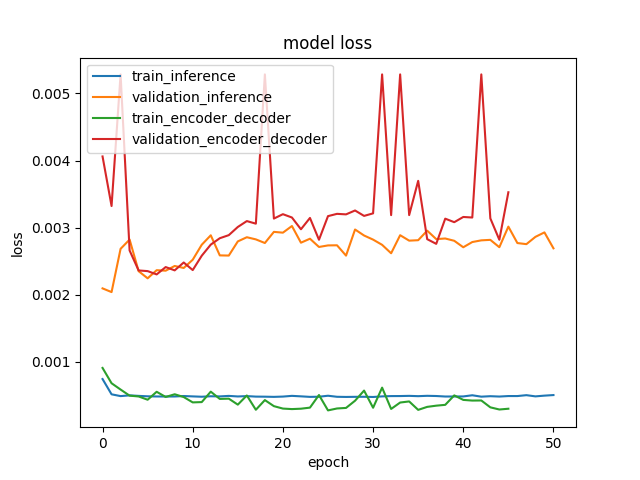 model loss
train_inference
validation_inference
train_encoder_decoder
validation_encoder_decoder
0.005
0.004
0.003
0.002
0.001
loss
0 10 20 30 40 50
epoch